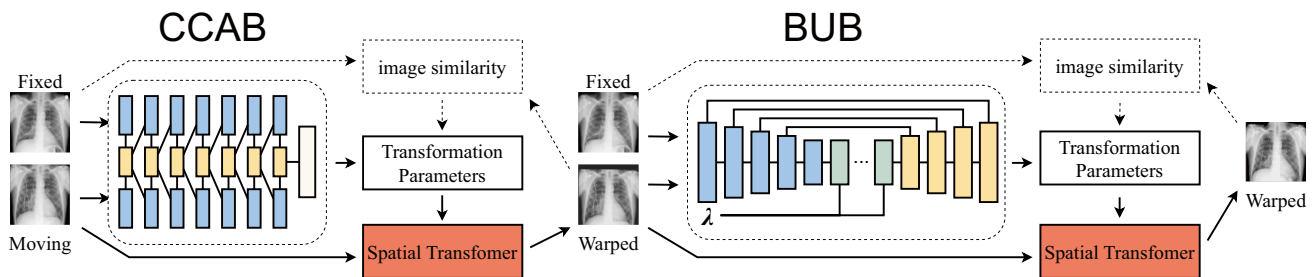 CCAB
BUB
Fixed
image similarity
Transformation
Parameters
Moving
Spatial Transfomer
Fixed
Warped
λ
image similarity
Transformation
Parameters
Spatial Transfomer
Warped